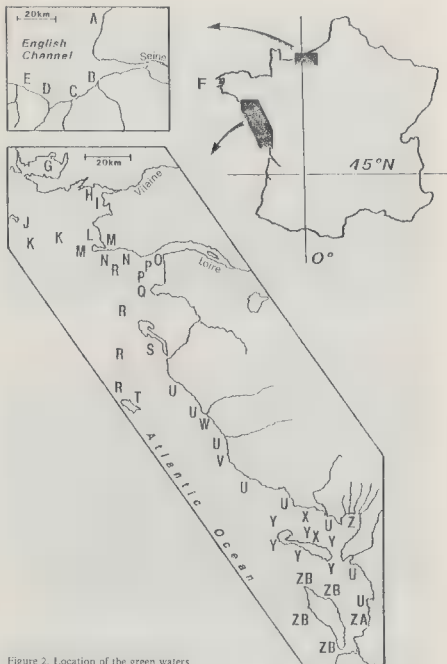 20km
A
English
Channel
Seine
E
D
C
B
F
45°N
0°
G
20km
H
I
Vilaine
J
K
K
L
M
M
N
R
N
P
O
P
Q
Loire
R
S
R
R
T
U
U
W
U
V
U
U
X
U
Z
Y
Y
X
Y
Y
Y
U
ZB
ZB
U
ZB
ZA
Atlantic Ocean
Figure 2. Location of the green waters